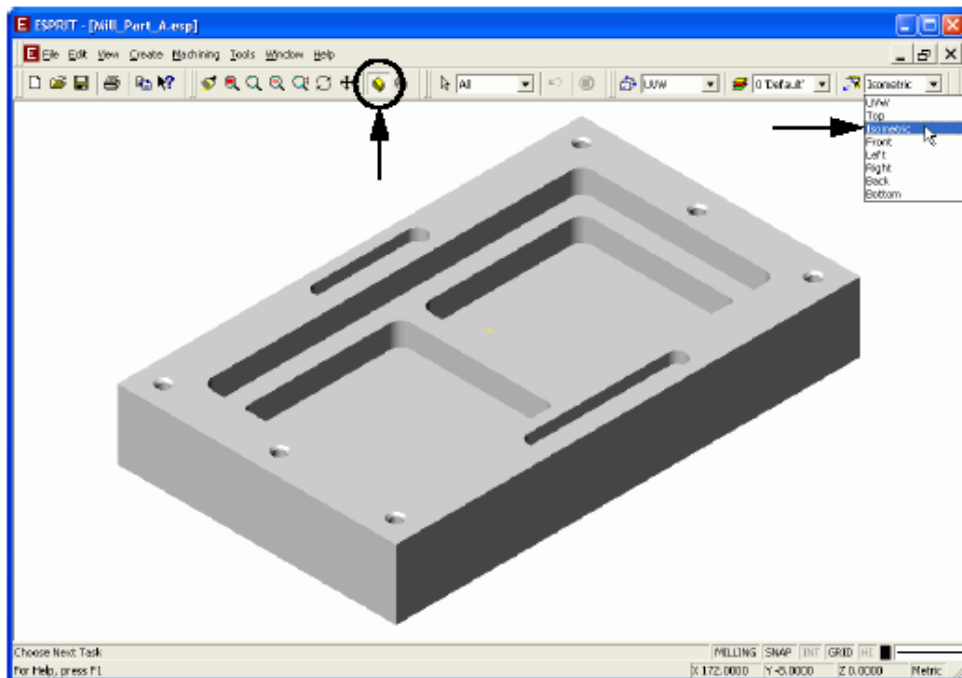 E ESPRIT - [Mill_Part_A.esp]
E File Edit View Create Machining Tools Window Help
All UVW 0 'Default' Isometric
UVW
Top
Isometric
Front
Left
Right
Back
Bottom
Choose Next Task MILLING SNAP INT GRID HI
For Help, press F1 X 172.0000 Y -5.0000 Z 0.0000 Metric